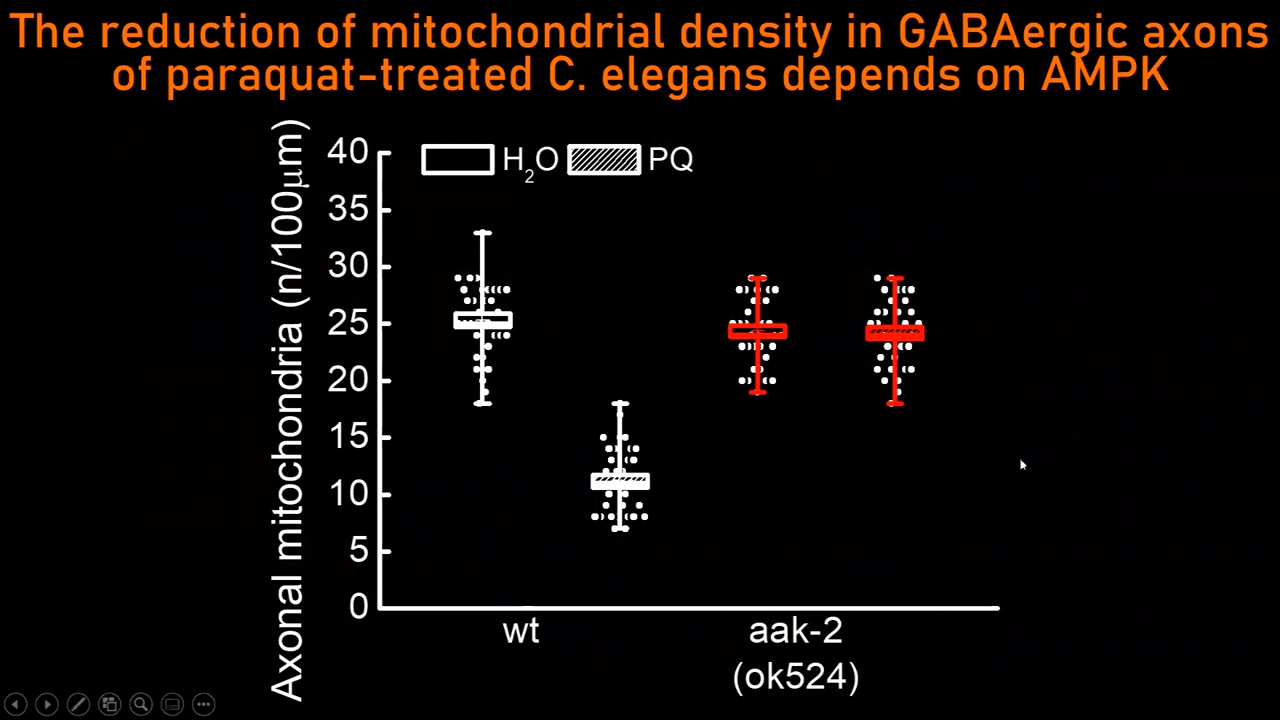 The reduction of mitochondrial density in GABAergic axons
of paraquat-treated C. elegans depends on AMPK
Axonal mitochondria (n/100μm)
40
35
30
25
20
15
10
5
0
H₂O
PQ
wt
aak-2
(ok524)